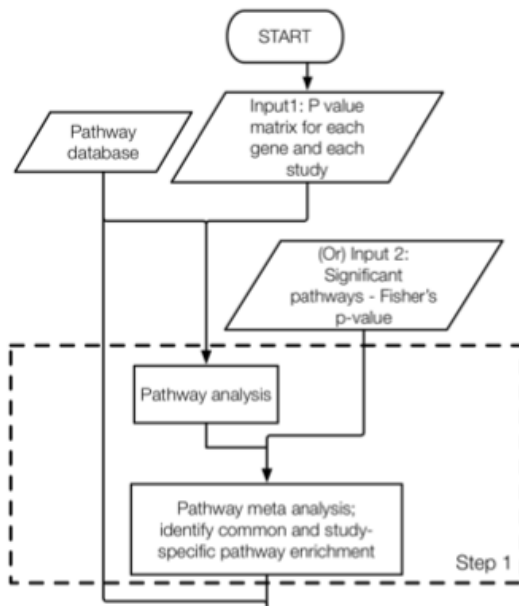 START
Input1: P value
matrix for each
gene and each
study
Pathway
database
(Or) Input 2:
Significant
pathways - Fisher's
p-value
Pathway analysis
Pathway meta analysis;
identify common and study-
specific pathway enrichment
Step 1